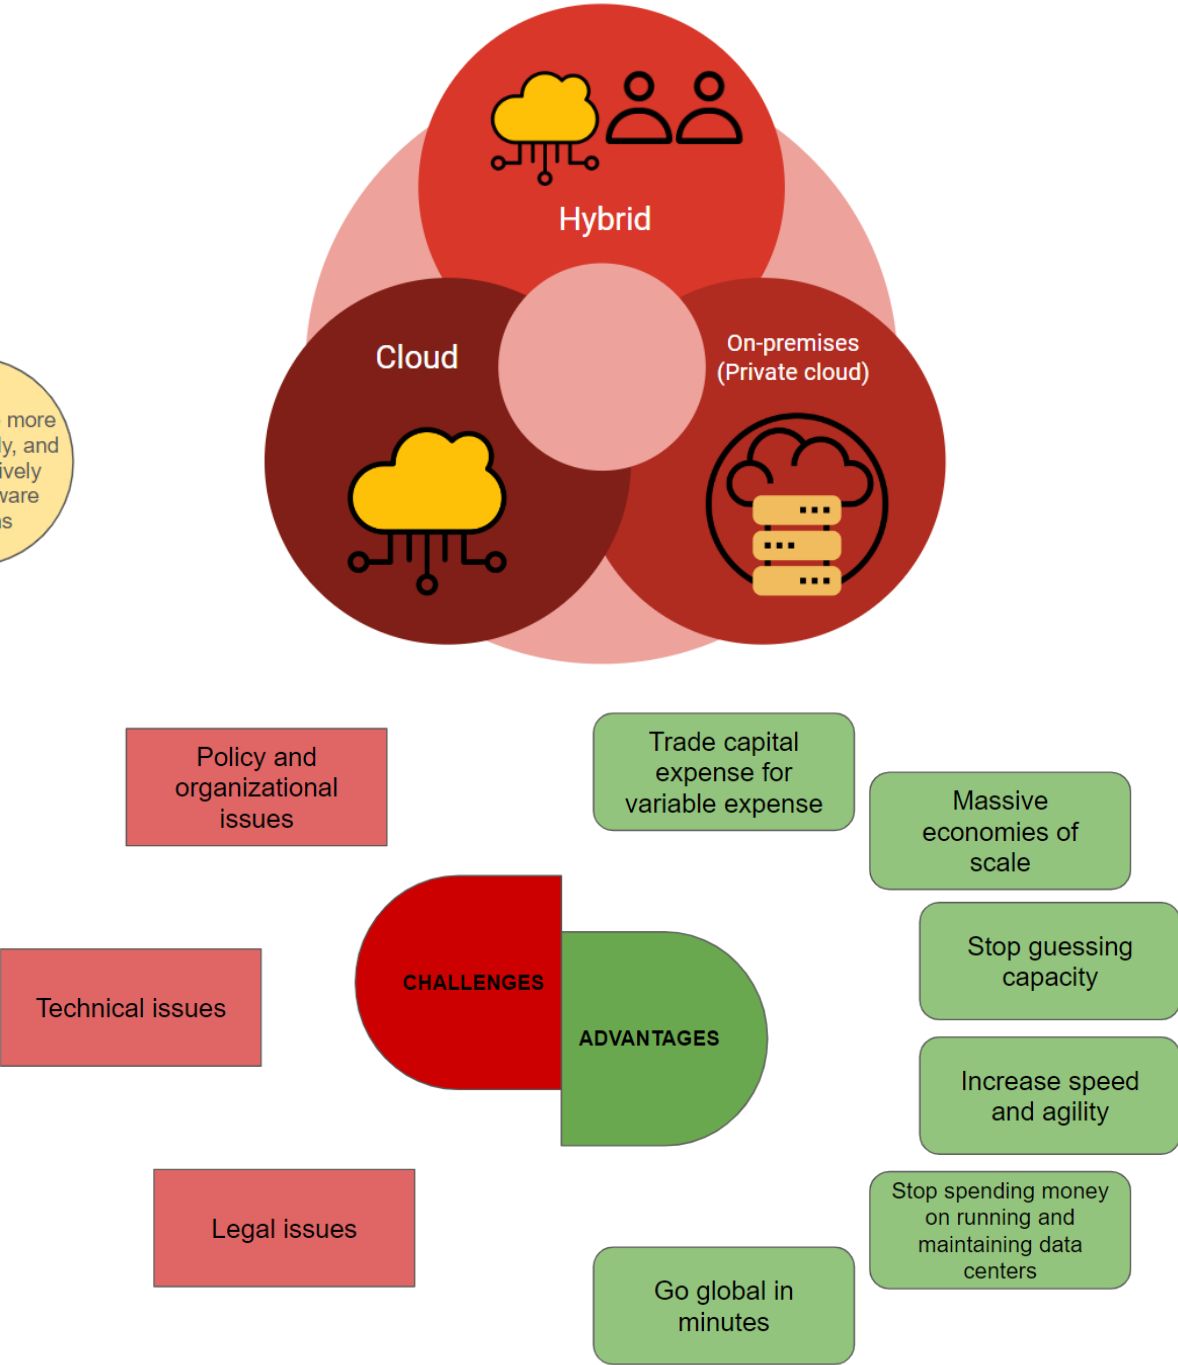 Hybrid
Cloud
On-premises
(Private cloud)
more
and
Policy and
organizational
issues
Technical issues
Legal issues
CHALLENGES
ADVANTAGES
Trade capital
expense for
variable expense
Massive
economies of
scale
Stop guessing
capacity
Increase speed
and agility
Stop spending money
on running and
maintaining data
centers
Go global in
minutes